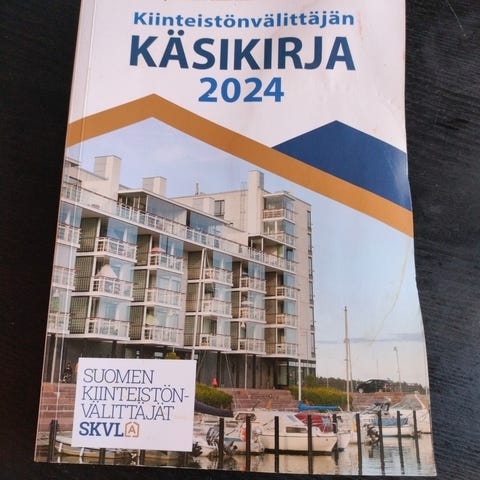 Kiinteistönvälittäjän
KÄSIKIRJA
2024
SUOMEN
KIINTEISTÖN-
VÄLITTÄJÄT
SKVL